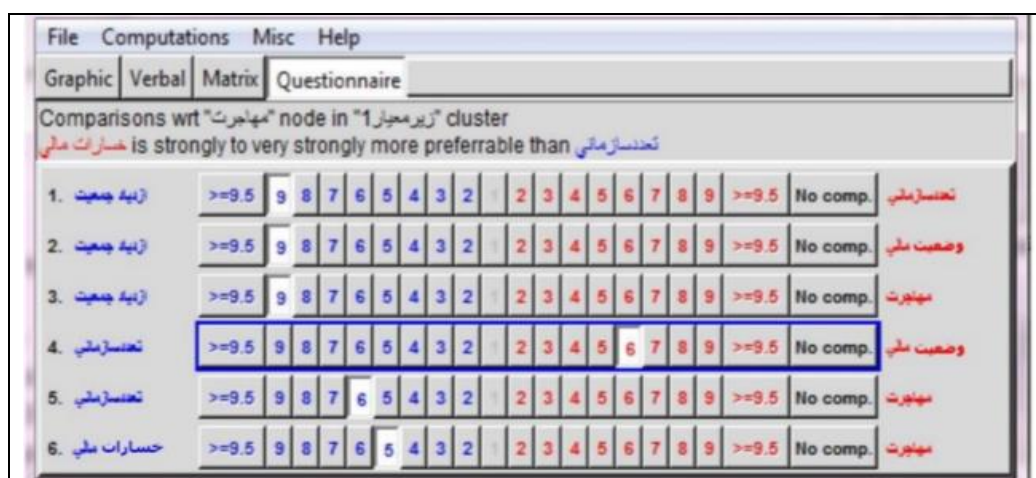 File Computations Misc Help
Graphic Verbal Matrix Questionnaire
Comparisons wrt "مهاجرت" node in "زیرمعیار1" cluster
خسارات مالي is strongly to very strongly more preferrable than تعددسازماني
1. ازدیاد جمعیت >=9.5 9 8 7 6 5 4 3 2 1 2 3 4 5 6 7 8 9 >=9.5 No comp. تعددسازماني
2. ازدیاد جمعیت >=9.5 9 8 7 6 5 4 3 2 1 2 3 4 5 6 7 8 9 >=9.5 No comp. وضعیت مالي
3. ازدیاد جمعیت >=9.5 9 8 7 6 5 4 3 2 1 2 3 4 5 6 7 8 9 >=9.5 No comp. مهاجرت
4. تعددسازماني >=9.5 9 8 7 6 5 4 3 2 1 2 3 4 5 6 7 8 9 >=9.5 No comp. وضعیت مالي
5. تعددسازماني >=9.5 9 8 7 6 5 4 3 2 1 2 3 4 5 6 7 8 9 >=9.5 No comp. مهاجرت
6. خسارات مالي >=9.5 9 8 7 6 5 4 3 2 1 2 3 4 5 6 7 8 9 >=9.5 No comp. مهاجرت